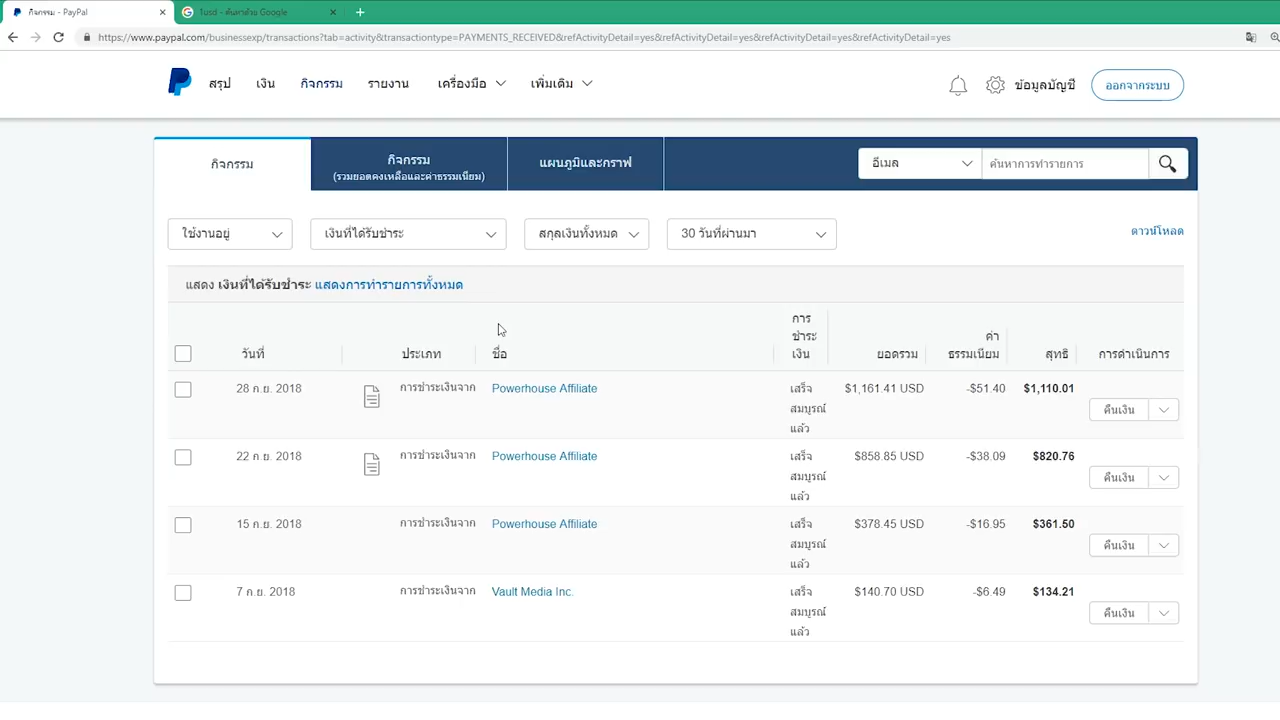 กิจกรรม - PayPal
1usd - ค้นหาด้วย Google
https://www.paypal.com/businessexp/transactions?tab=activity&transactiontype=PAYMENTS_RECEIVED&refActivityDetail=yes&refActivityDetail=yes&refActivityDetail=yes&refActivityDetail=yes
สรุป เงิน กิจกรรม รายงาน เครื่องมือ เพิ่มเติม ข้อมูลบัญชี ออกจากระบบ
กิจกรรม
กิจกรรม
(รวมยอดคงเหลือและค่าธรรมเนียม)
แผนภูมิและกราฟ
อีเมล ค้นหาการทำรายการ
ใช้งานอยู่ เงินที่ได้รับชำระ สกุลเงินทั้งหมด 30 วันที่ผ่านมา ดาวน์โหลด
แสดง เงินที่ได้รับชำระ แสดงการทำรายการทั้งหมด
วันที่ ประเภท ชื่อ
การ
ชำระ
เงิน
ยอดรวม
ค่า
ธรรมเนียม
สุทธิ การดำเนินการ
28 ก.ย. 2018 การชำระเงินจาก Powerhouse Affiliate
เสร็จ
สมบูรณ์
แล้ว
$1,161.41 USD -$51.40 $1,110.01
คืนเงิน
22 ก.ย. 2018 การชำระเงินจาก Powerhouse Affiliate
เสร็จ
สมบูรณ์
แล้ว
$858.85 USD -$38.09 $820.76
คืนเงิน
15 ก.ย. 2018 การชำระเงินจาก Powerhouse Affiliate
เสร็จ
สมบูรณ์
แล้ว
$378.45 USD -$16.95 $361.50
คืนเงิน
7 ก.ย. 2018 การชำระเงินจาก Vault Media Inc.
เสร็จ
สมบูรณ์
แล้ว
$140.70 USD -$6.49 $134.21
คืนเงิน